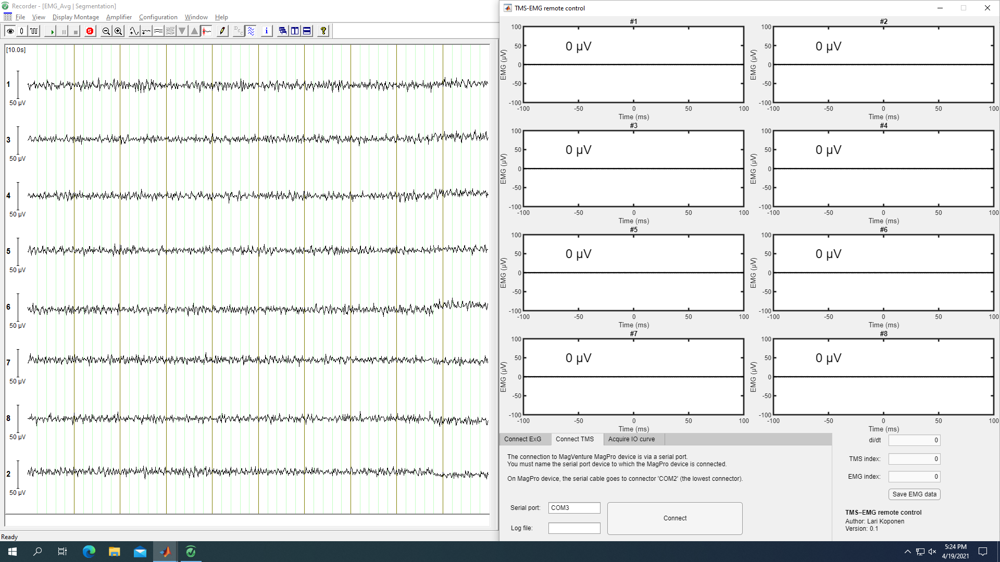 Recorder - [EMG_Avg | Segmentation]
File View Display Montage Amplifier Configuration Window Help
[10.0s]
1
50 µV
3
50 µV
4
50 µV
5
50 µV
6
50 µV
7
50 µV
8
50 µV
2
50 µV
Ready
TMS-EMG remote control
#1
100
50
0
-50
-100
EMG (µV)
0 µV
-100 -50 0 50 100
Time (ms)
#2
100
50
0
-50
-100
EMG (µV)
0 µV
-100 -50 0 50 100
Time (ms)
#3
100
50
0
-50
-100
EMG (µV)
0 µV
-100 -50 0 50 100
Time (ms)
#4
100
50
0
-50
-100
EMG (µV)
0 µV
-100 -50 0 50 100
Time (ms)
#5
100
50
0
-50
-100
EMG (µV)
0 µV
-100 -50 0 50 100
Time (ms)
#6
100
50
0
-50
-100
EMG (µV)
0 µV
-100 -50 0 50 100
Time (ms)
#7
100
50
0
-50
-100
EMG (µV)
0 µV
-100 -50 0 50 100
Time (ms)
#8
100
50
0
-50
-100
EMG (µV)
0 µV
-100 -50 0 50 100
Time (ms)
Connect ExG Connect TMS Acquire IO curve
The connection to MagVenture MagPro device is via a serial port.
You must name the serial port device to which the MagPro device is connected.
On MagPro device, the serial cable goes to connector 'COM2' (the lowest connector).
Serial port: COM3
Log file:
Connect
di/dt 0
TMS index: 0
EMG index: 0
Save EMG data
TMS–EMG remote control
Author: Lari Koponen
Version: 0.1
5:24 PM
4/19/2021